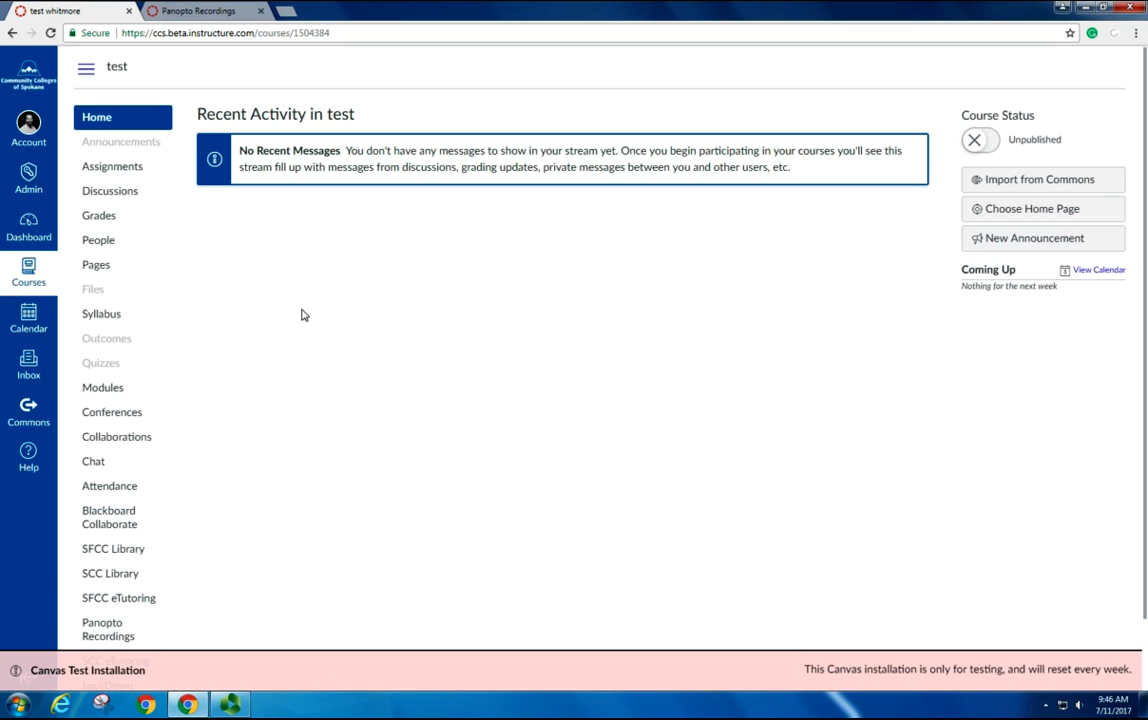 test whitmore
Panopto Recordings
Secure https://ccs.beta.instructure.com/courses/1504384
Community Colleges
of Spokane
test
Account
Admin
Dashboard
Courses
Calendar
Inbox
Commons
Help
Home
Announcements
Assignments
Discussions
Grades
People
Pages
Files
Syllabus
Outcomes
Quizzes
Modules
Conferences
Collaborations
Chat
Attendance
Blackboard
Collaborate
SFCC Library
SCC Library
SFCC eTutoring
Panopto
Recordings
SCC eTutoring
LockDown
Recent Activity in test
No Recent Messages You don't have any messages to show in your stream yet. Once you begin participating in your courses you'll see this
stream fill up with messages from discussions, grading updates, private messages between you and other users, etc.
Course Status
Unpublished
Import from Commons
Choose Home Page
New Announcement
Coming Up View Calendar
Nothing for the next week
Canvas Test Installation
This Canvas installation is only for testing, and will reset every week.
9:46 AM
7/11/2017